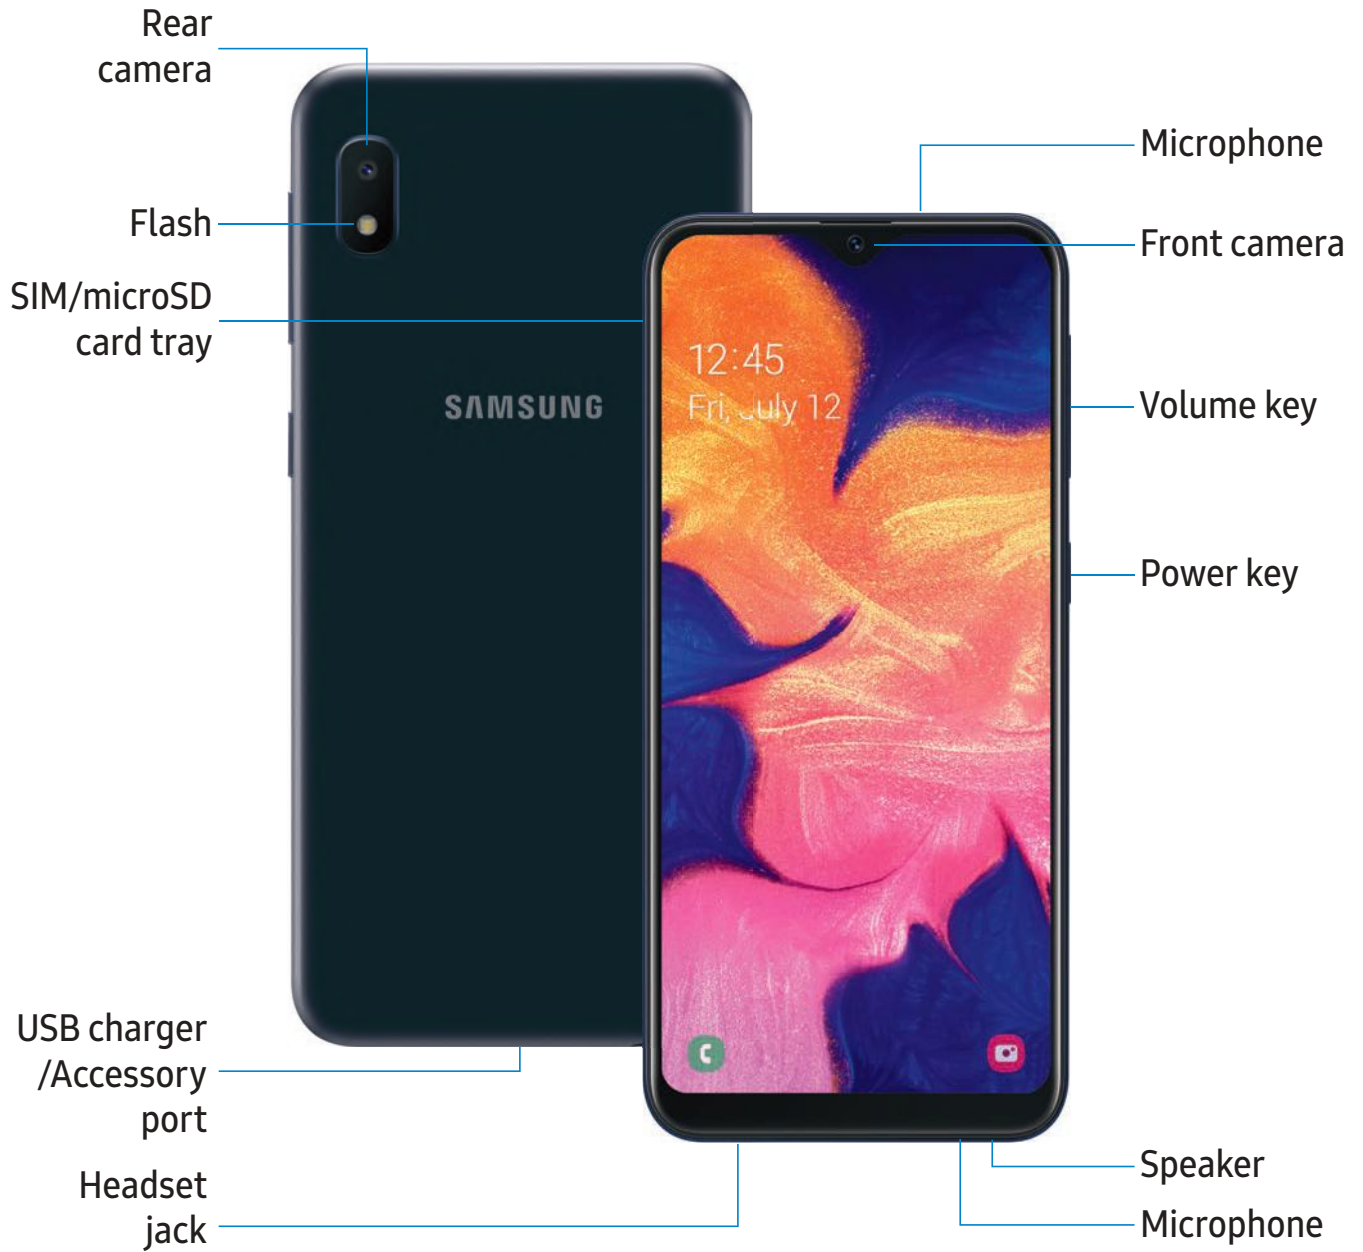 Rear
camera
Flash
SIM/microSD
card tray
SAMSUNG
12:45
Fri, July 12
Microphone
Front camera
Volume key
Power key
USB charger
/Accessory
port
Headset
jack
Speaker
Microphone